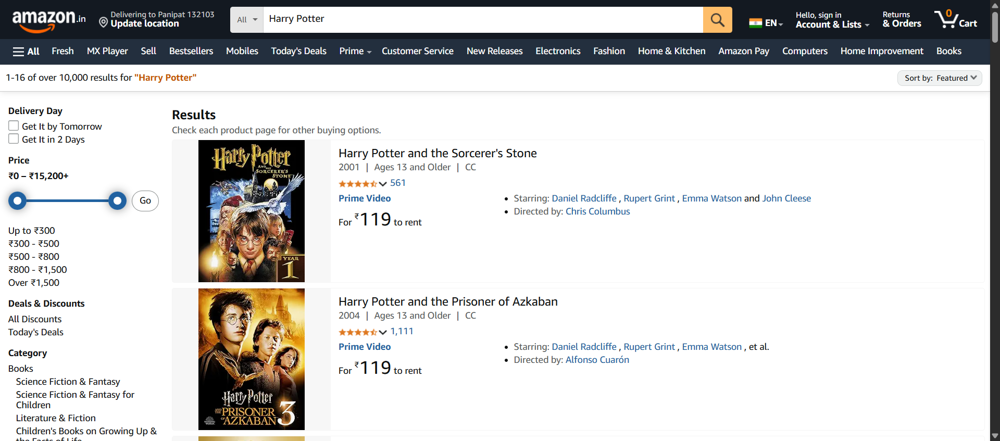 amazon.in
Delivering to Panipat 132103
Update location
All
Harry Potter
EN
Hello, sign in
Account & Lists
Returns
& Orders
0
Cart
All
Fresh
MX Player
Sell
Bestsellers
Mobiles
Today's Deals
Prime
Customer Service
New Releases
Electronics
Fashion
Home & Kitchen
Amazon Pay
Computers
Home Improvement
Books
1-16 of over 10,000 results for "Harry Potter"
Sort by: Featured
Delivery Day
Get It by Tomorrow
Get It in 2 Days
Price
₹0 – ₹15,200+
Go
Up to ₹300
₹300 - ₹500
₹500 - ₹800
₹800 - ₹1,500
Over ₹1,500
Deals & Discounts
All Discounts
Today's Deals
Category
Books
Science Fiction & Fantasy
Science Fiction & Fantasy for
Children
Literature & Fiction
Children's Books on Growing Up &
the Facts of Life
Results
Check each product page for other buying options.
Harry Potter
AND THE
SORCERER'S
STONE
YEAR
1
Harry Potter and the Sorcerer's Stone
2001 | Ages 13 and Older | CC
561
Prime Video
For ₹119 to rent
Starring: Daniel Radcliffe , Rupert Grint , Emma Watson and John Cleese
Directed by: Chris Columbus
Harry Potter
AND THE PRISONER
OF AZKABAN
3
Harry Potter and the Prisoner of Azkaban
2004 | Ages 13 and Older | CC
1,111
Prime Video
For ₹119 to rent
Starring: Daniel Radcliffe , Rupert Grint , Emma Watson , et al.
Directed by: Alfonso Cuarón